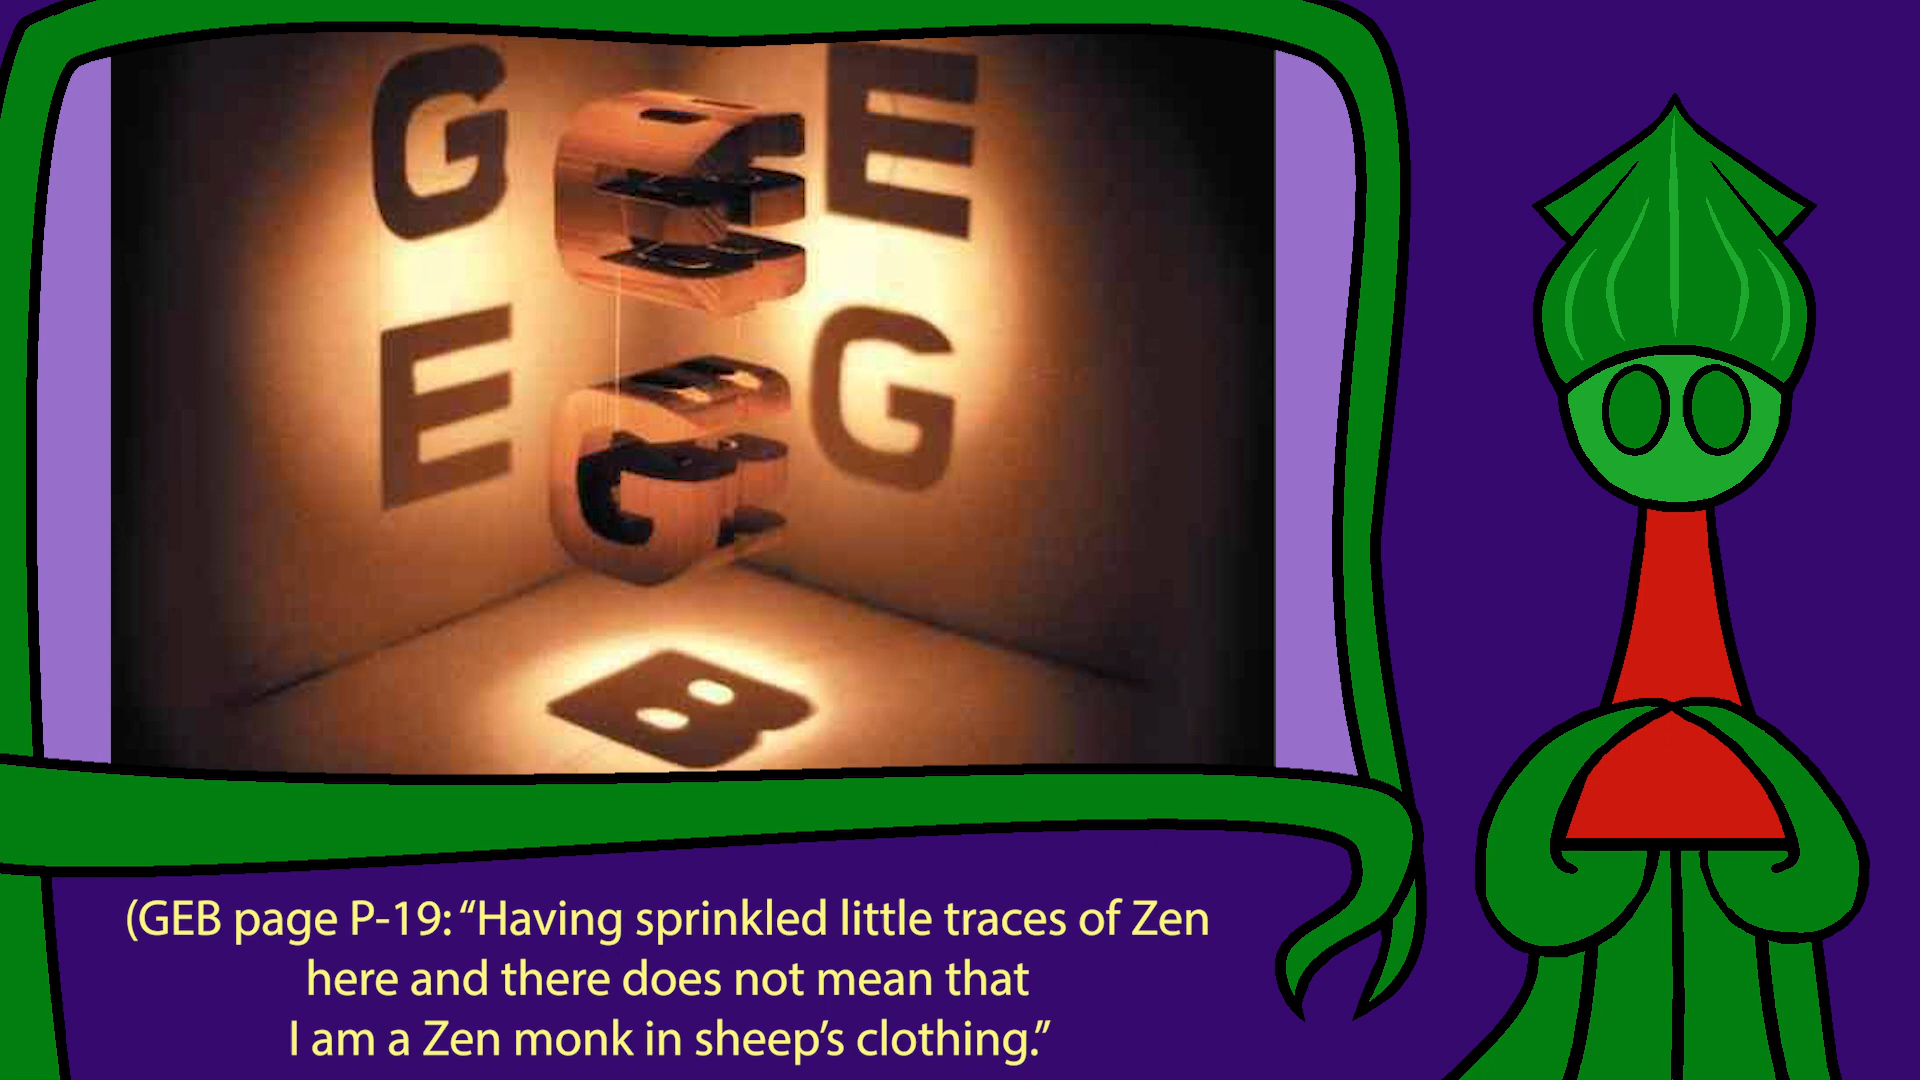 G E
E G
B
(GEB page P-19: “Having sprinkled little traces of Zen
here and there does not mean that
I am a Zen monk in sheep’s clothing.”